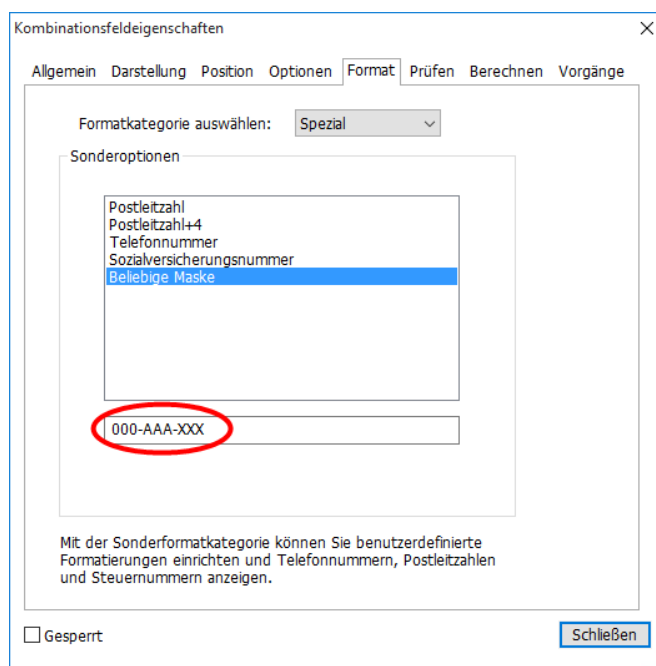 Kombinationsfeldeigenschaften
Allgemein Darstellung Position Optionen Format Prüfen Berechnen Vorgänge
Formatkategorie auswählen: Spezial
Sonderoptionen
Postleitzahl
Postleitzahl+4
Telefonnummer
Sozialversicherungsnummer
Beliebige Maske
000-AAA-XXX
Mit der Sonderformatkategorie können Sie benutzerdefinierte
Formatierungen einrichten und Telefonnummern, Postleitzahlen
und Steuernummern anzeigen.
Gesperrt
Schließen